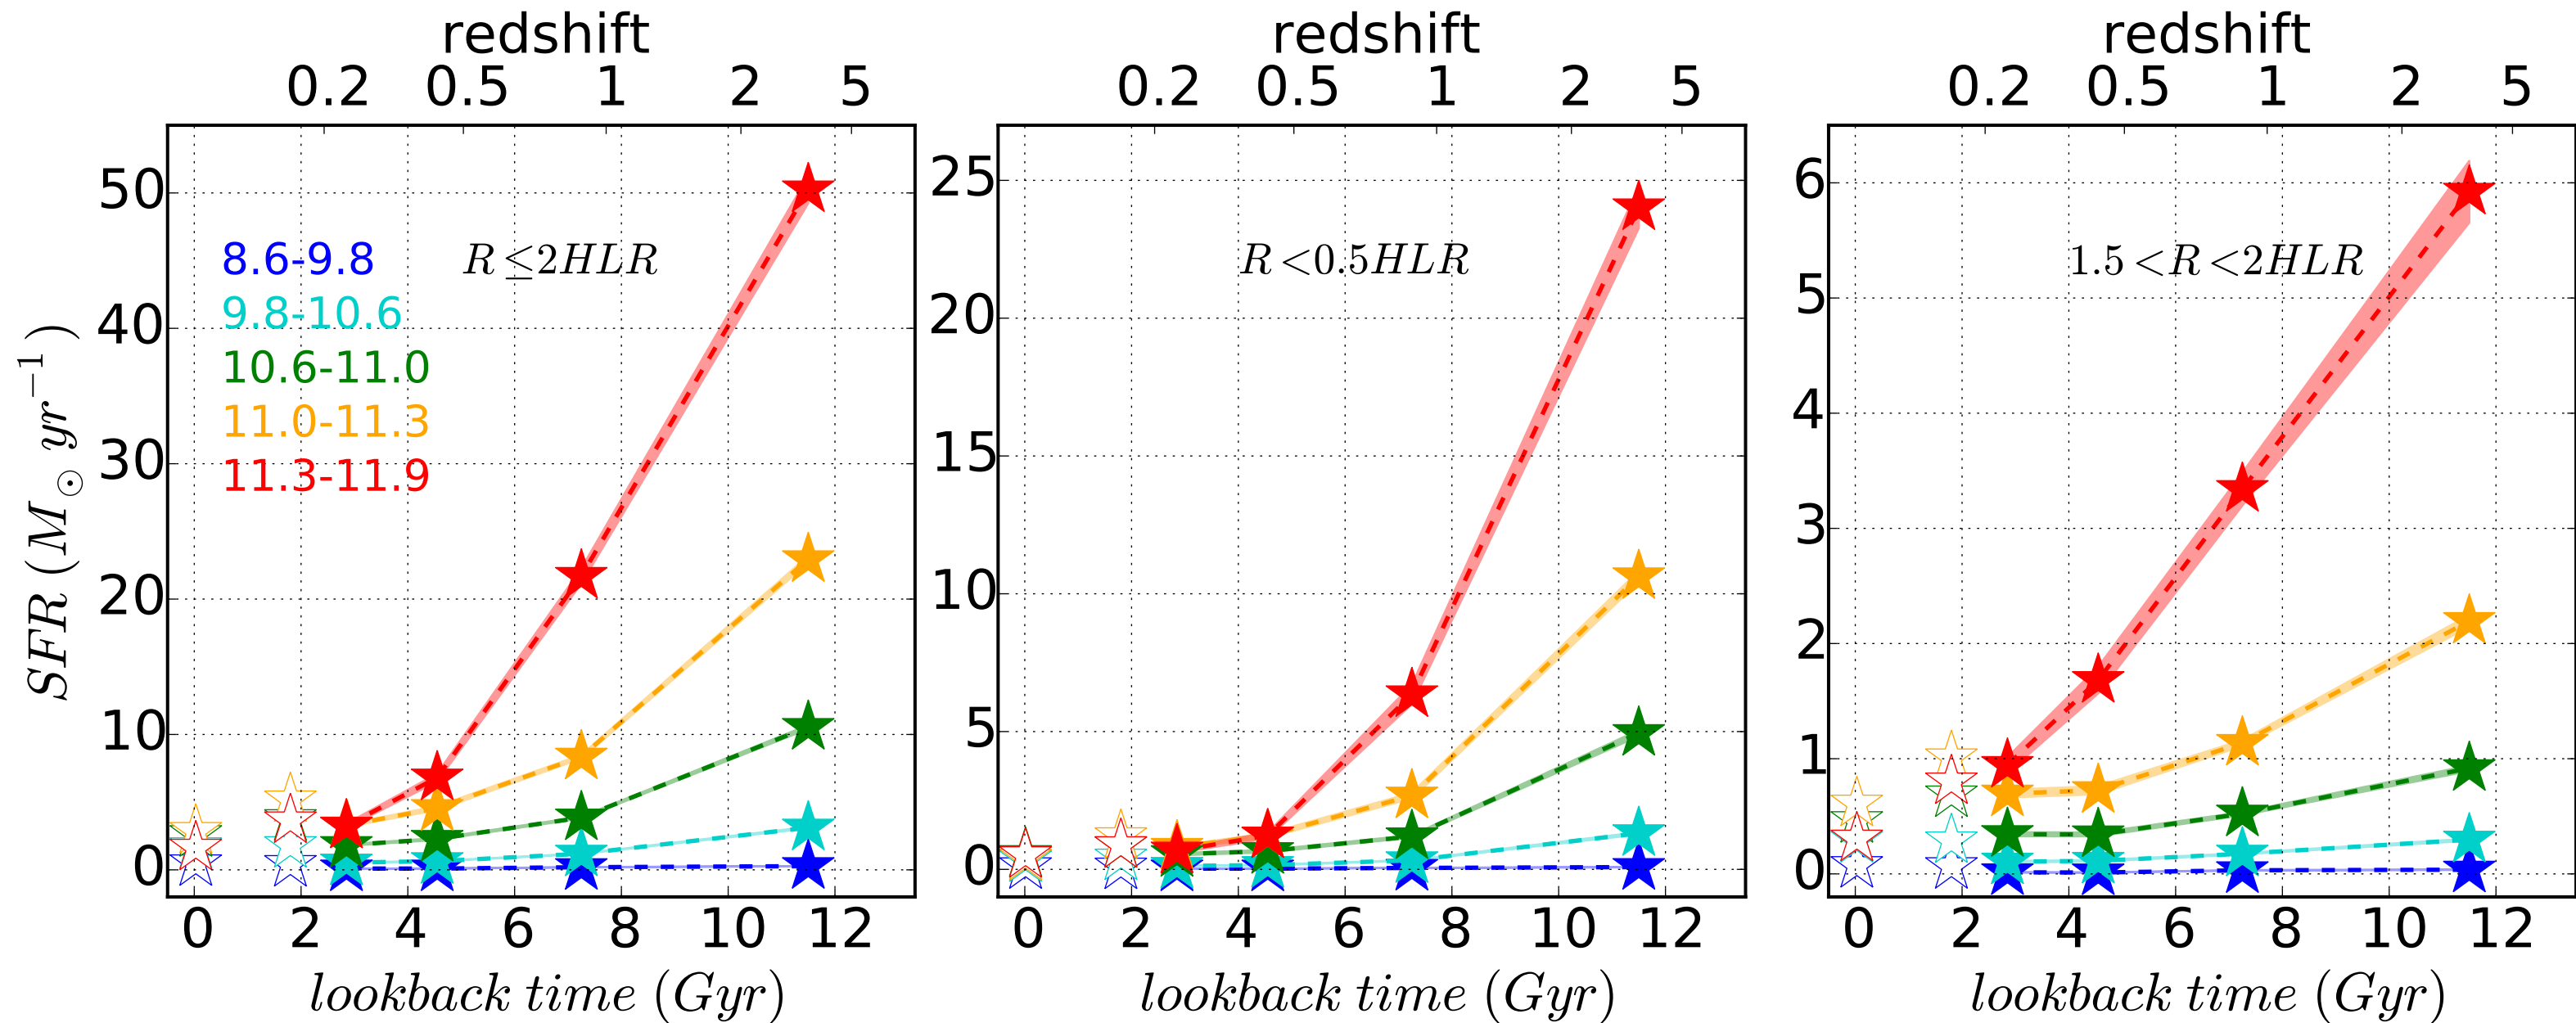 redshift
0.2 0.5 1 2 5
SFR (M⊙ yr⁻¹)
50
40
30
20
10
0
8.6-9.8
9.8-10.6
10.6-11.0
11.0-11.3
11.3-11.9
R ≤2HLR
0 2 4 6 8 10 12
lookback time (Gyr)
redshift
0.2 0.5 1 2 5
25
20
15
10
5
0
R <0.5HLR
0 2 4 6 8 10 12
lookback time (Gyr)
redshift
0.2 0.5 1 2 5
6
5
4
3
2
1
0
1.5 <R <2HLR
0 2 4 6 8 10 12
lookback time (Gyr)